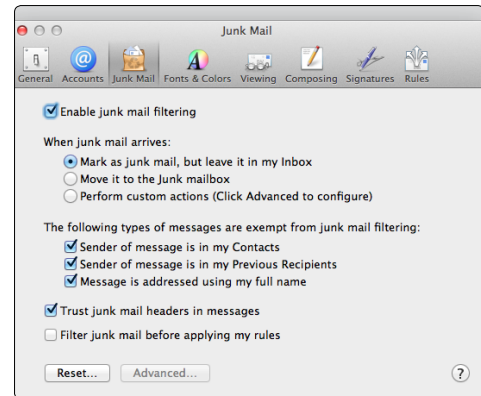 Junk Mail
General Accounts Junk Mail Fonts & Colors Viewing Composing Signatures Rules
Enable junk mail filtering
When junk mail arrives:
Mark as junk mail, but leave it in my Inbox
Move it to the Junk mailbox
Perform custom actions (Click Advanced to configure)
The following types of messages are exempt from junk mail filtering:
Sender of message is in my Contacts
Sender of message is in my Previous Recipients
Message is addressed using my full name
Trust junk mail headers in messages
Filter junk mail before applying my rules
Reset... Advanced... ?